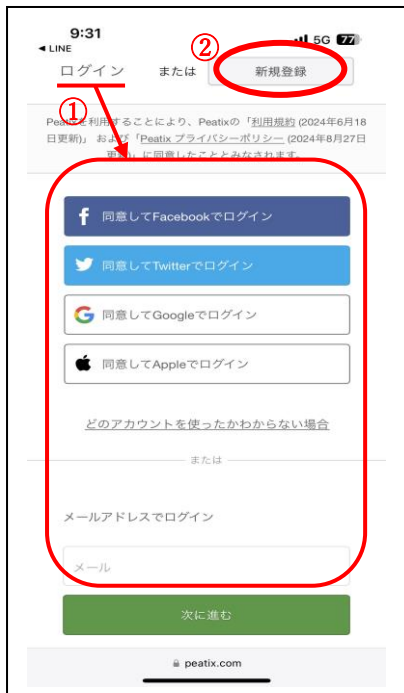 9:31
5G 77
◀ LINE
②
ログイン または 新規登録
①
Peatixを利用することにより、Peatixの「利用規約 (2024年6月18
日更新)」 および「Peatix プライバシーポリシー (2024年8月27日
更新)」に同意したこととみなされます。
f 同意してFacebookでログイン
同意してTwitterでログイン
G 同意してGoogleでログイン
同意してAppleでログイン
どのアカウントを使ったかわからない場合
または
メールアドレスでログイン
メール
次に進む
peatix.com